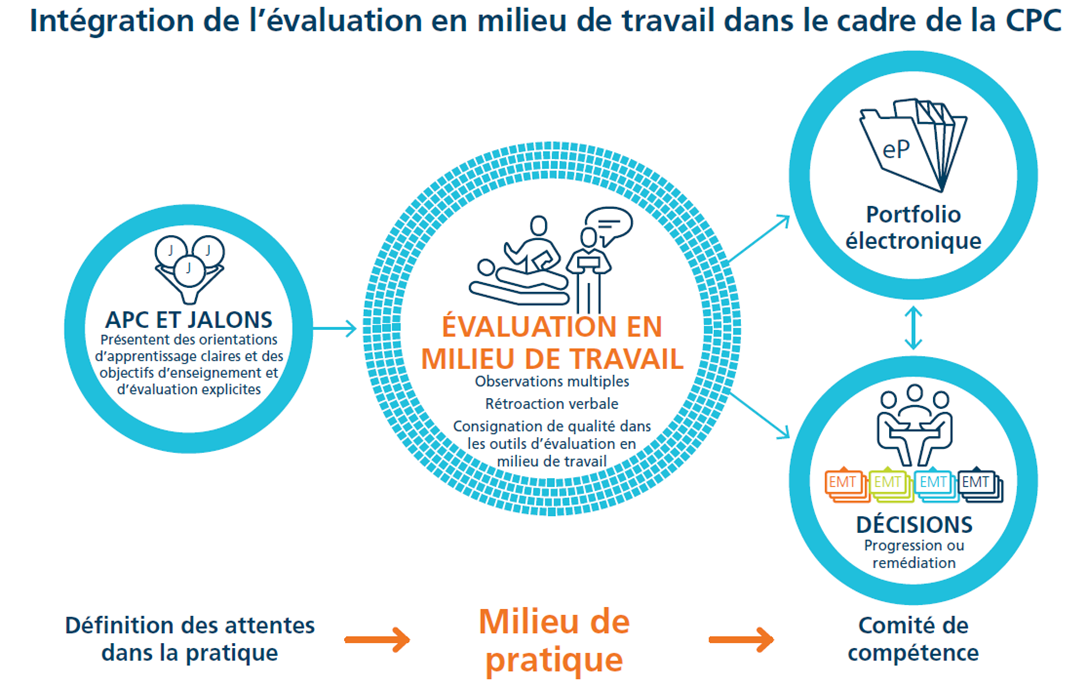 Intégration de l’évaluation en milieu de travail dans le cadre de la CPC
J J
J
APC ET JALONS
Présentent des orientations
d’apprentissage claires et des
objectifs d’enseignement et
d’évaluation explicites
ÉVALUATION EN
MILIEU DE TRAVAIL
Observations multiples
Rétroaction verbale
Consignation de qualité dans
les outils d’évaluation en
milieu de travail
eP
Portfolio
électronique
EMT EMT EMT EMT
DÉCISIONS
Progression ou
remédiation
Définition des attentes
dans la pratique
Milieu de
pratique
Comité de
compétence